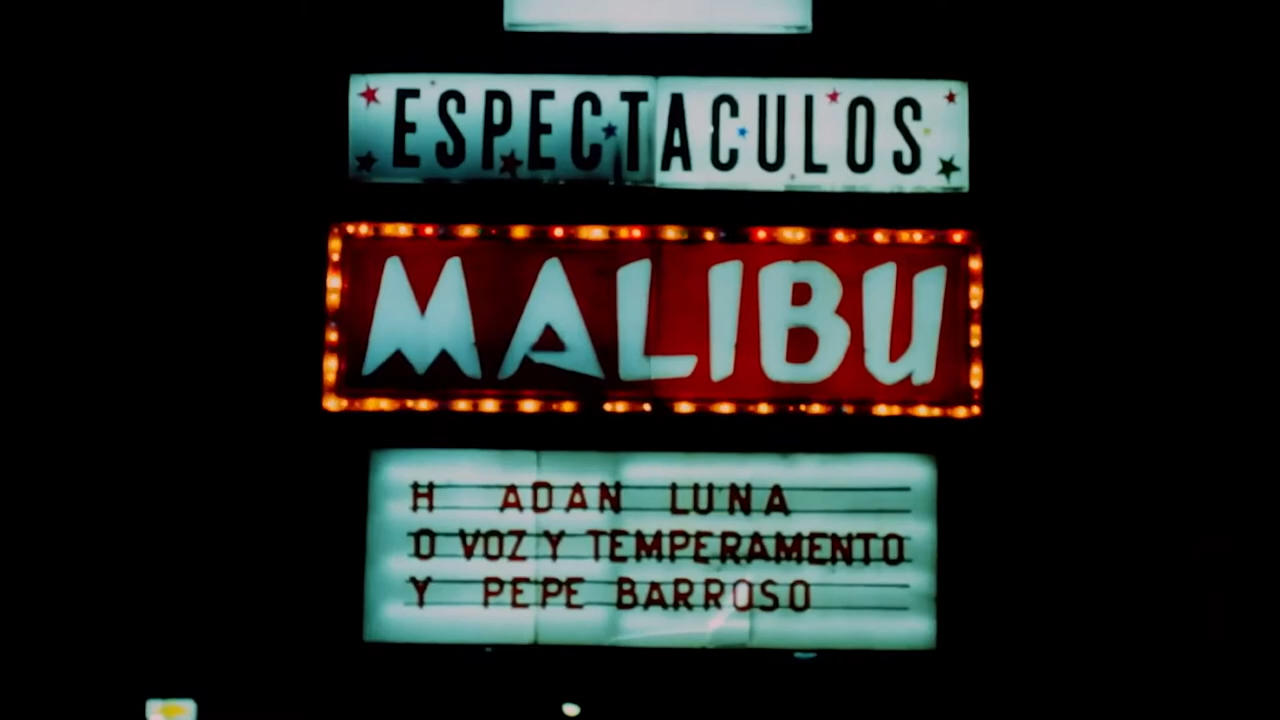 ESPECTACULOS
MALIBU
H ADAN LUNA
O VOZ Y TEMPERAMENTO
Y PEPE BARROSO